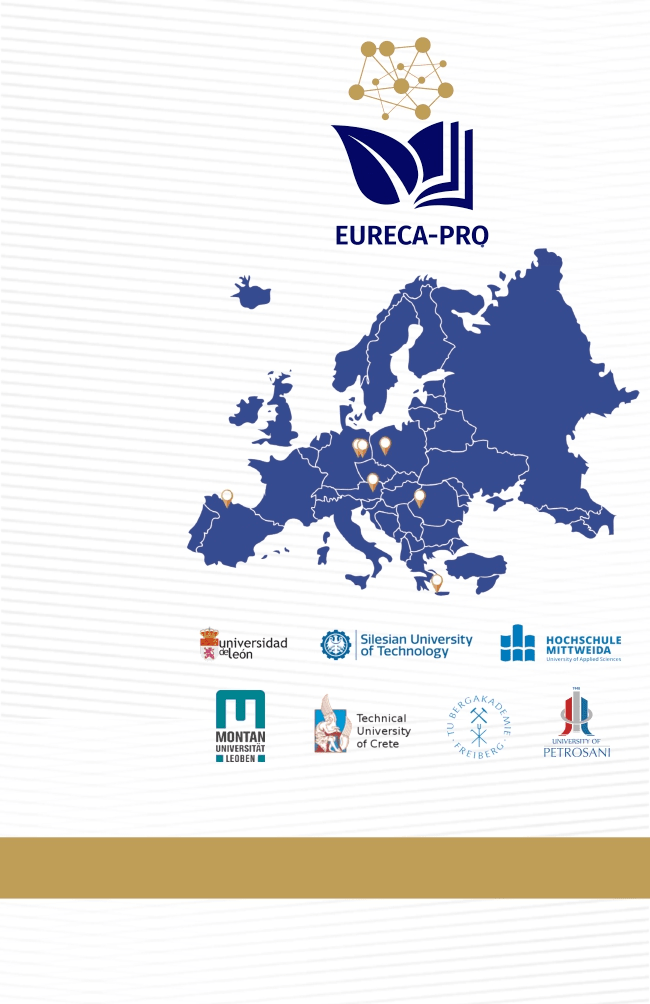 EURECA-PRO
universidad
de león
Silesian University
of Technology
HOCHSCHULE
MITTWEIDA
University of Applied Sciences
MONTAN
UNIVERSITÄT
LEOBEN
Technical
University
of Crete
TU BERGAKADEMIE
· FREIBERG ·
THE
UNIVERSITY OF
PETROSANI